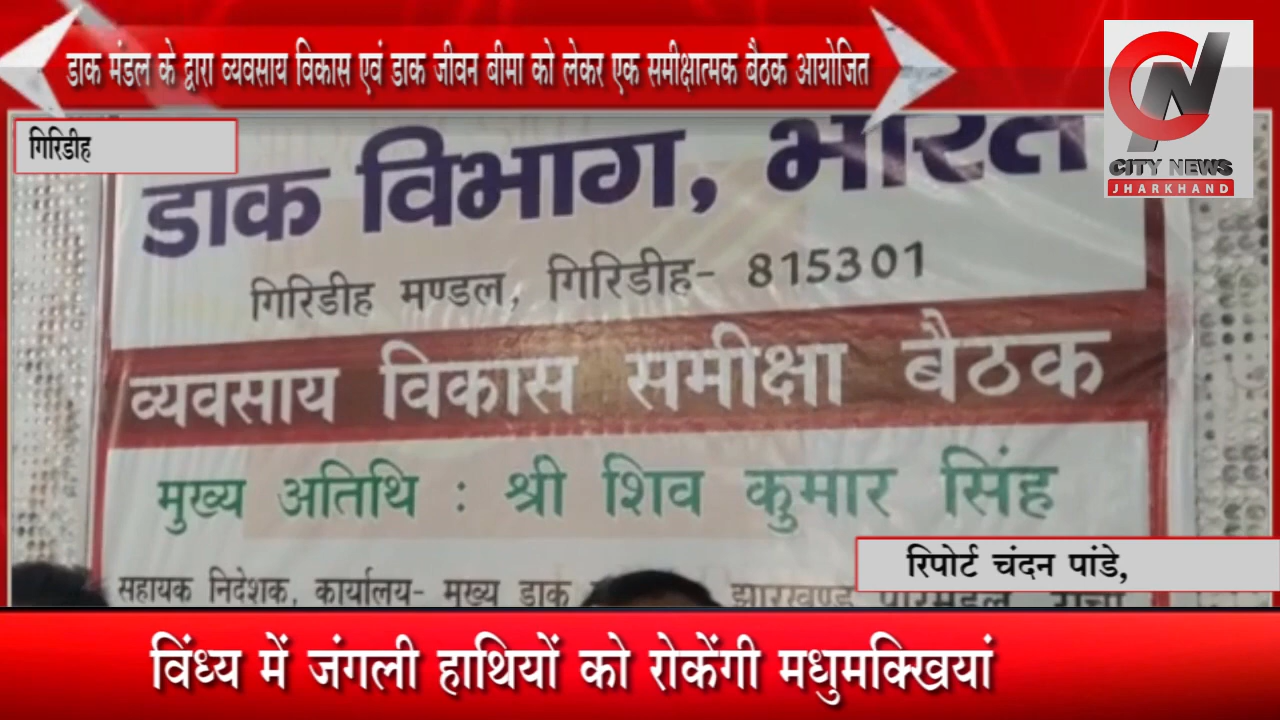 डाक मंडल के द्वारा व्यवसाय विकास एवं डाक जीवन बीमा को लेकर एक समीक्षात्मक बैठक आयोजित
CITY NEWS
JHARKHAND
गिरिडीह
डाक विभाग, भारत
गिरिडीह मण्डल, गिरिडीह- 815301
व्यवसाय विकास समीक्षा बैठक
मुख्य अतिथि : श्री शिव कुमार सिंह
रिपोर्ट चंदन पांडे,
सहायक निदेशक, कार्यालय- मुख्य डाक
विंध्य में जंगली हाथियों को रोकेंगी मधुमक्खियां